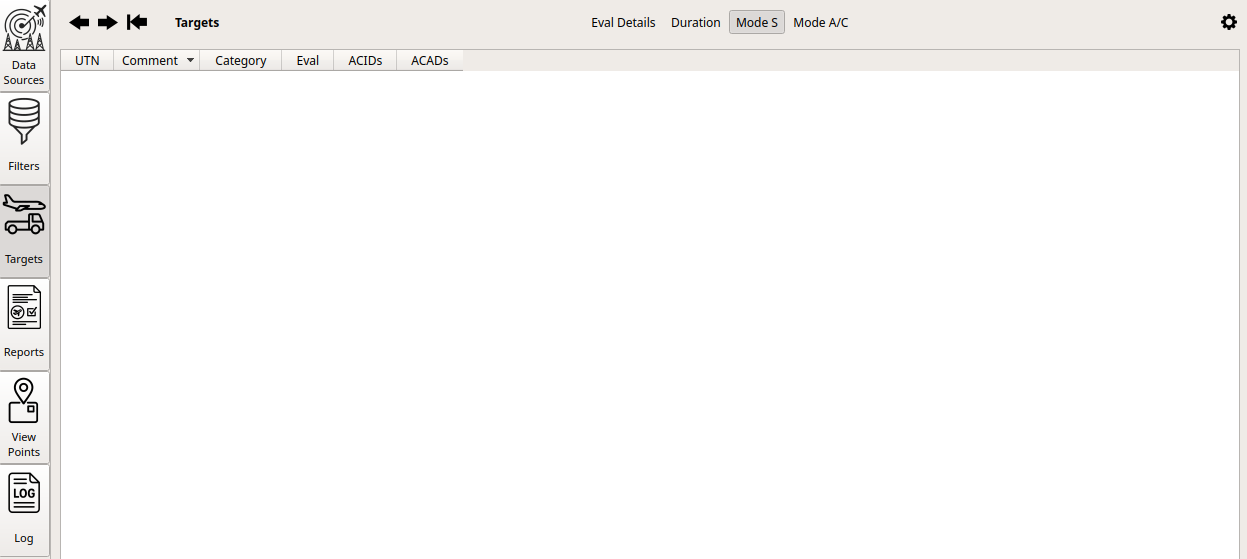 Targets
Eval Details Duration Mode S Mode A/C
UTN Comment Category Eval ACIDs ACADs
Data
Sources
Filters
Targets
Reports
View
Points
LOG
Log